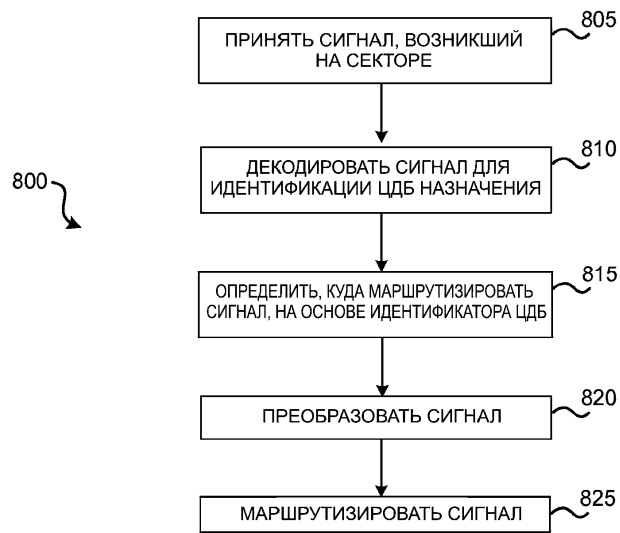 805
ПРИНЯТЬ СИГНАЛ, ВОЗНИКШИЙ
НА СЕКТОРЕ
810
ДЕКОДИРОВАТЬ СИГНАЛ ДЛЯ
ИДЕНТИФИКАЦИИ ЦДБ НАЗНАЧЕНИЯ
800
815
ОПРЕДЕЛИТЬ, КУДА МАРШРУТИЗИРОВАТЬ
СИГНАЛ, НА ОСНОВЕ ИДЕНТИФИКАТОРА ЦДБ
820
ПРЕОБРАЗОВАТЬ СИГНАЛ
825
МАРШРУТИЗИРОВАТЬ СИГНАЛ